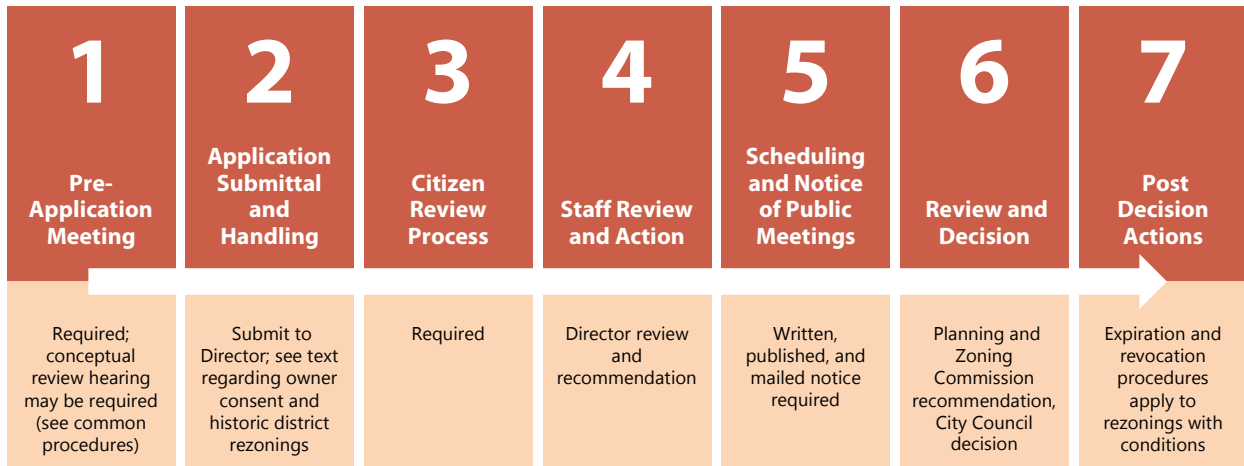 1
Pre-
Application
Meeting
Required;
conceptual
review hearing
may be required
(see common
procedures)
2
Application
Submittal
and
Handling
Submit to
Director; see text
regarding owner
consent and
historic district
rezonings
3
Citizen
Review
Process
Required
4
Staff Review
and Action
Director review
and
recommendation
5
Scheduling
and Notice
of Public
Meetings
Written,
published, and
mailed notice
required
6
Review and
Decision
Planning and
Zoning
Commission
recommendation,
City Council
decision
7
Post
Decision
Actions
Expiration and
revocation
procedures
apply to
rezonings with
conditions